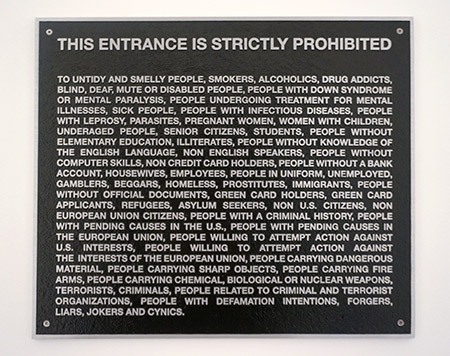 THIS ENTRANCE IS STRICTLY PROHIBITED
TO UNTIDY AND SMELLY PEOPLE, SMOKERS, ALCOHOLICS, DRUG ADDICTS,
BLIND, DEAF, MUTE OR DISABLED PEOPLE, PEOPLE WITH DOWN SYNDROME
OR MENTAL PARALYSIS, PEOPLE UNDERGOING TREATMENT FOR MENTAL
ILLNESSES, SICK PEOPLE, PEOPLE WITH INFECTIOUS DISEASES, PEOPLE
WITH LEPROSY, PARASITES, PREGNANT WOMEN, WOMEN WITH CHILDREN,
UNDERAGED PEOPLE, SENIOR CITIZENS, STUDENTS, PEOPLE WITHOUT
ELEMENTARY EDUCATION, ILLITERATES, PEOPLE WITHOUT KNOWLEDGE OF
THE ENGLISH LANGUAGE, NON ENGLISH SPEAKERS, PEOPLE WITHOUT
COMPUTER SKILLS, NON CREDIT CARD HOLDERS, PEOPLE WITHOUT A BANK
ACCOUNT, HOUSEWIVES, EMPLOYEES, PEOPLE IN UNIFORM, UNEMPLOYED,
GAMBLERS, BEGGARS, HOMELESS, PROSTITUTES, IMMIGRANTS, PEOPLE
WITHOUT OFFICIAL DOCUMENTS, GREEN CARD HOLDERS, GREEN CARD
APPLICANTS, REFUGEES, ASYLUM SEEKERS, NON U.S. CITIZENS, NON
EUROPEAN UNION CITIZENS, PEOPLE WITH A CRIMINAL HISTORY, PEOPLE
WITH PENDING CAUSES IN THE U.S., PEOPLE WITH PENDING CAUSES IN
THE EUROPEAN UNION, PEOPLE WILLING TO ATTEMPT ACTION AGAINST
U.S. INTERESTS, PEOPLE WILLING TO ATTEMPT ACTION AGAINST
THE INTERESTS OF THE EUROPEAN UNION, PEOPLE CARRYING DANGEROUS
MATERIAL, PEOPLE CARRYING SHARP OBJECTS, PEOPLE CARRYING FIRE
ARMS, PEOPLE CARRYING CHEMICAL, BIOLOGICAL OR NUCLEAR WEAPONS,
TERRORISTS, CRIMINALS, PEOPLE RELATED TO CRIMINAL AND TERRORIST
ORGANIZATIONS, PEOPLE WITH DEFAMATION INTENTIONS, FORGERS,
LIARS, JOKERS AND CYNICS.